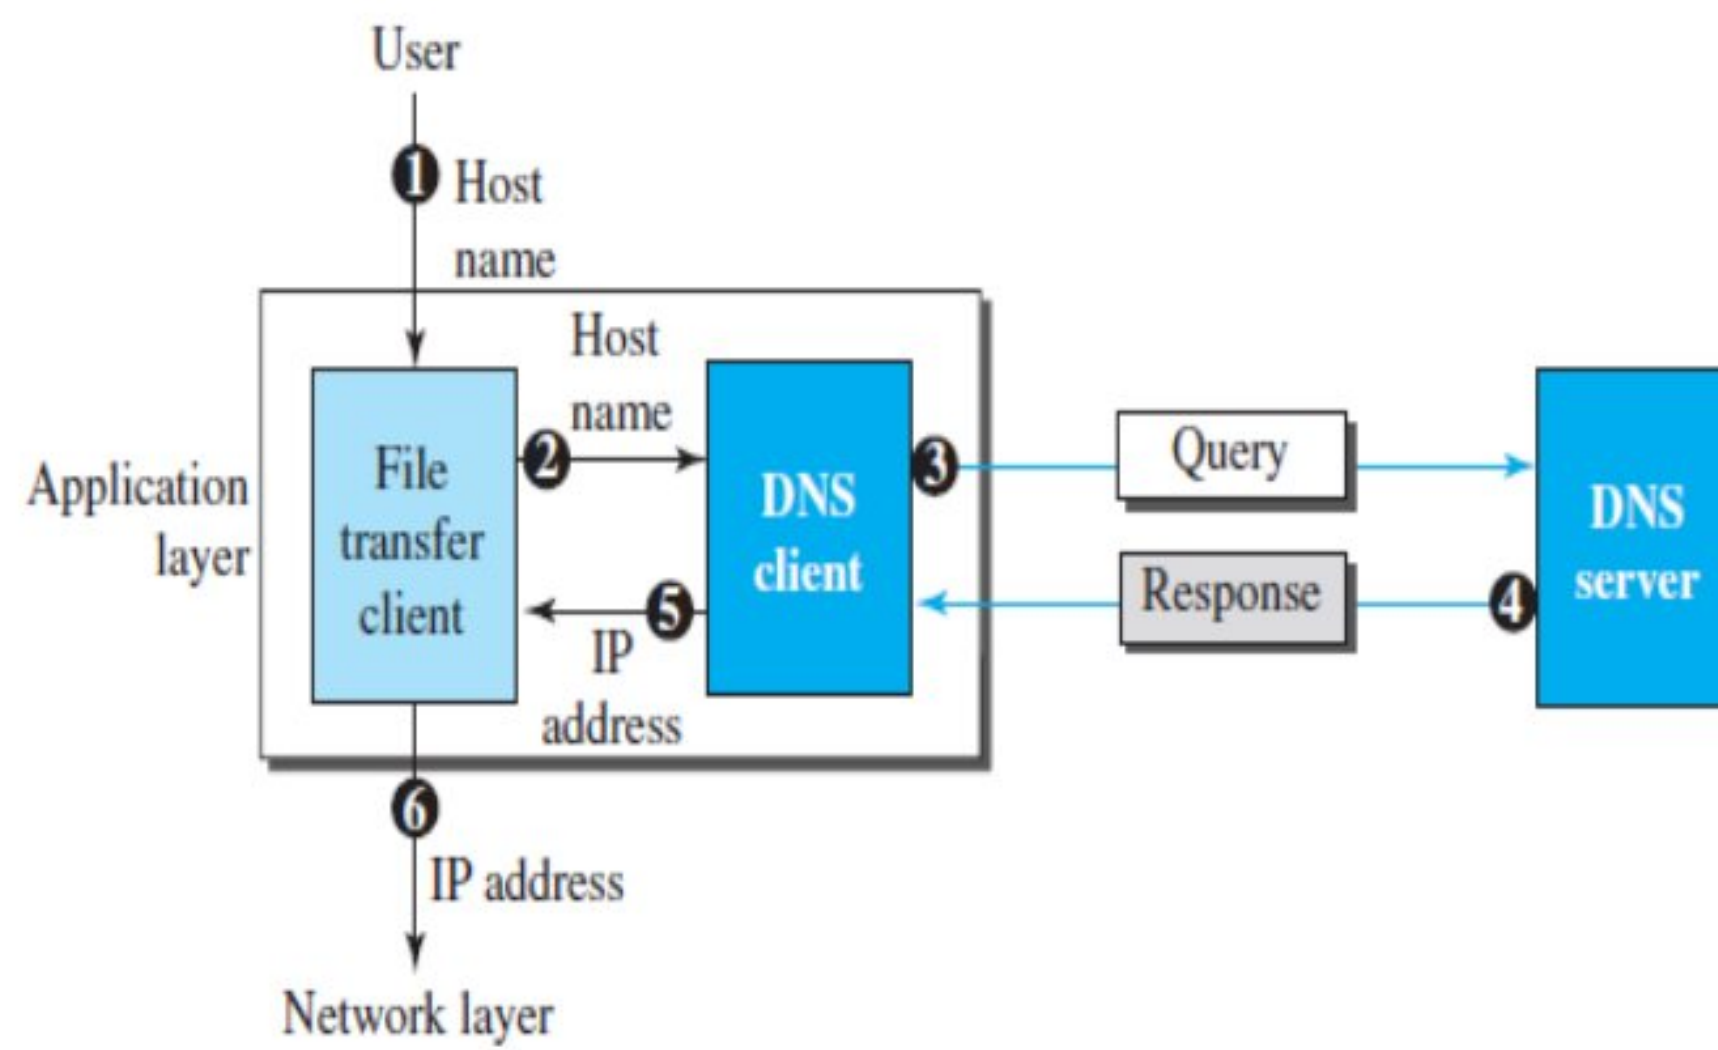 User
1
Host
name
Host
name
2
File
transfer
client
Application
layer
DNS
client
3
Query
DNS
server
Response
4
5
IP
address
6
IP address
Network layer